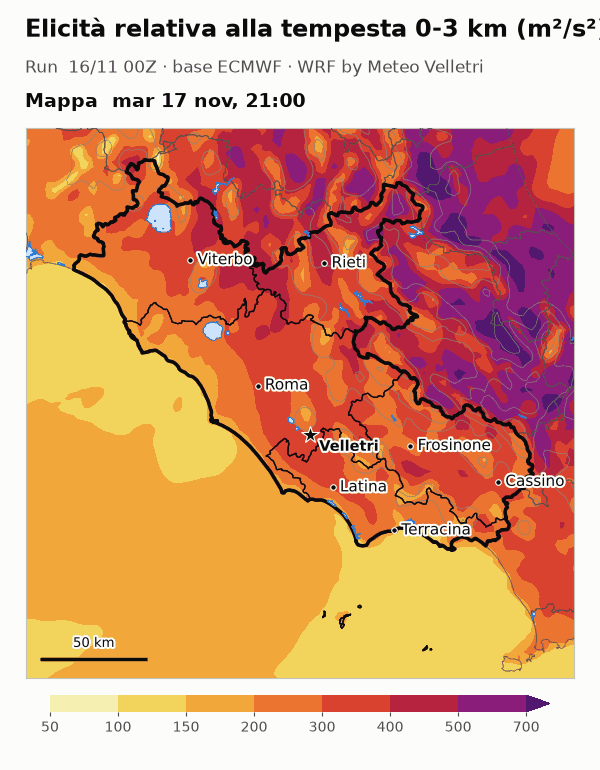 Elicità relativa alla tempesta 0-3 km (m²/s²)
Run 16/11 00Z · base ECMWF · WRF by Meteo Velletri
Mappa mar 17 nov, 21:00
Viterbo
Rieti
Roma
Velletri
Frosinone
Cassino
Latina
Terracina
50 km
50 100 150 200 300 400 500 700